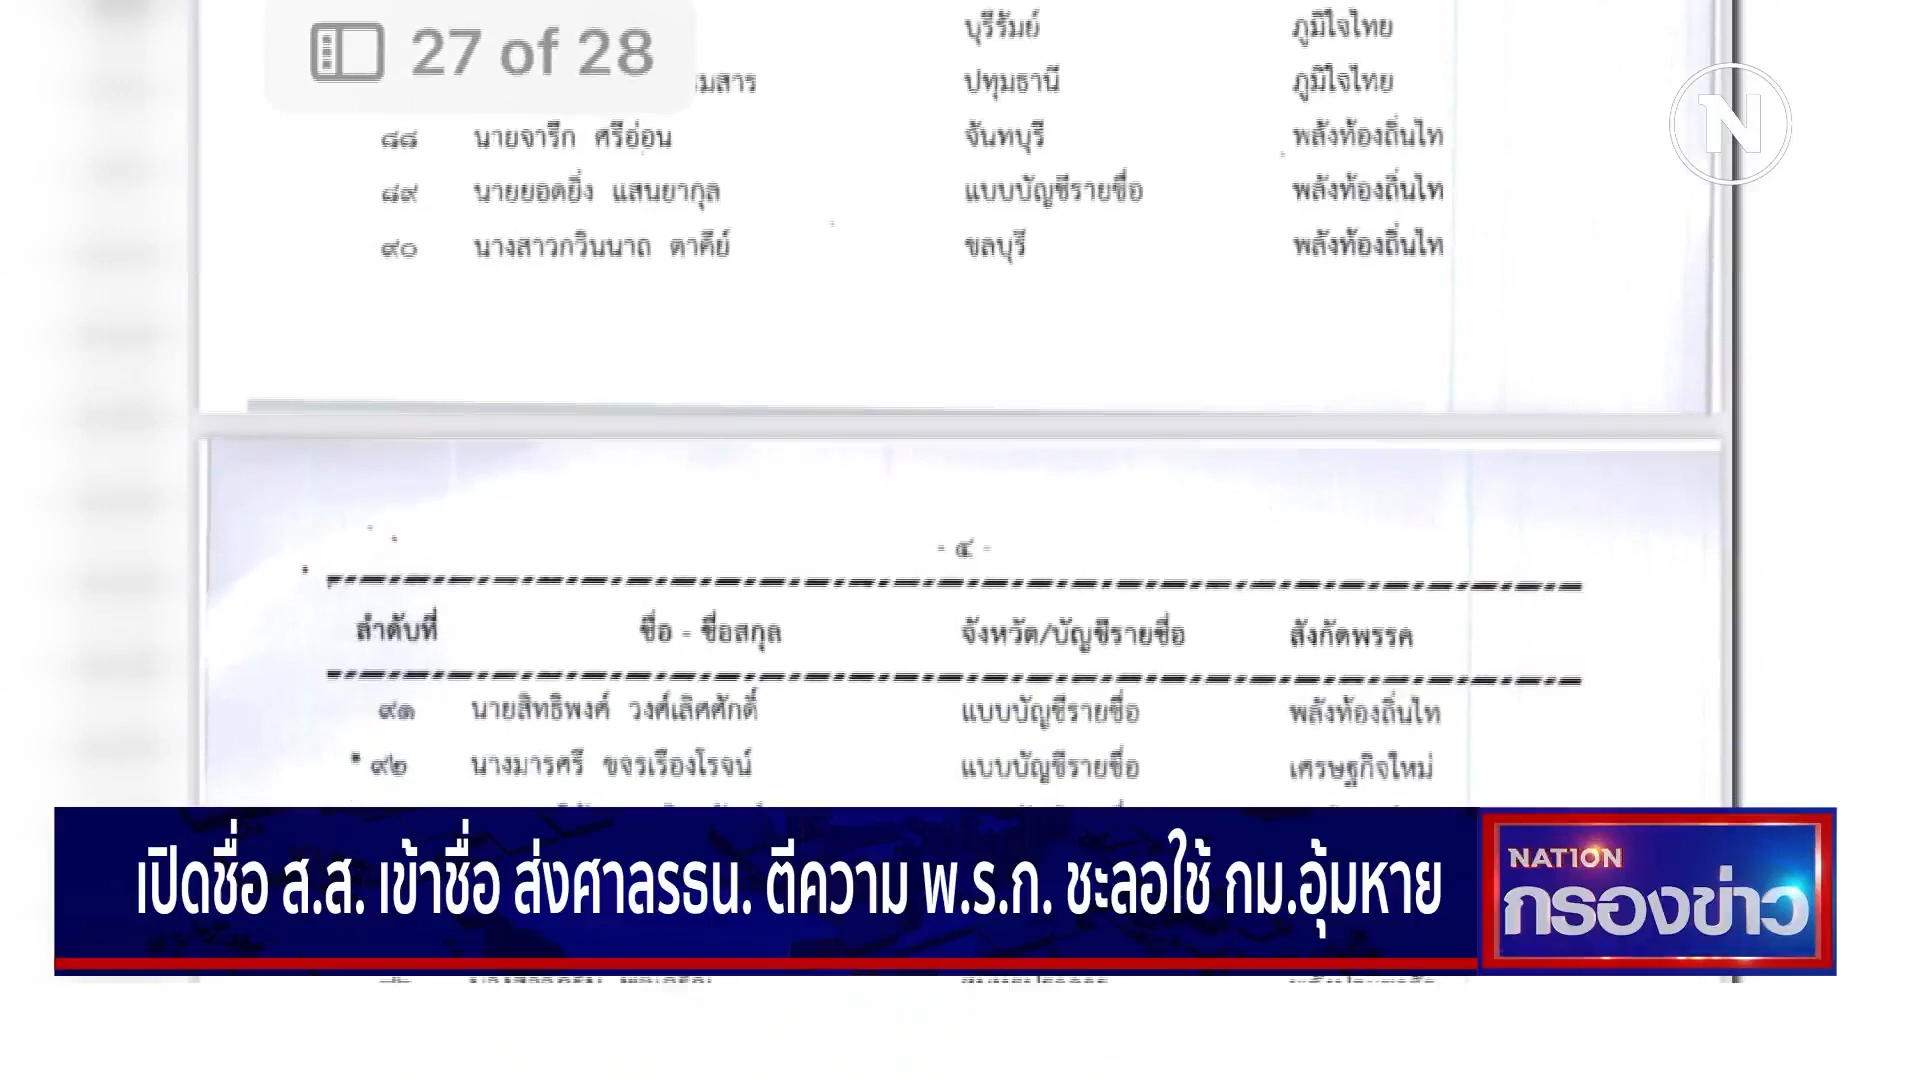 27 of 28
บุรีรัมย์ ภูมิใจไทย
มสาร ปทุมธานี ภูมิใจไทย
๘๘ นายจารึก ศรีอ่อน จันทบุรี พลังท้องถิ่นไท
๘๙ นายยอดยิ่ง แสนยากุล แบบบัญชีรายชื่อ พลังท้องถิ่นไท
๙๐ นางสาวกวินนาถ ตาคีย์ ชลบุรี พลังท้องถิ่นไท
N
- ๔ -
ลำดับที่ ชื่อ - ชื่อสกุล จังหวัด/บัญชีรายชื่อ สังกัดพรรค
๙๑ นายสิทธิพงศ์ วงศ์เลิศศักดิ์ แบบบัญชีรายชื่อ พลังท้องถิ่นไท
๙๒ นางมารศรี ขจรเรืองโรจน์ แบบบัญชีรายชื่อ เศรษฐกิจใหม่
เปิดชื่อ ส.ส. เข้าชื่อ ส่งศาลรธน. ตีความ พ.ร.ก. ชะลอใช้ กม.อุ้มหาย
NATION
กรองข่าว